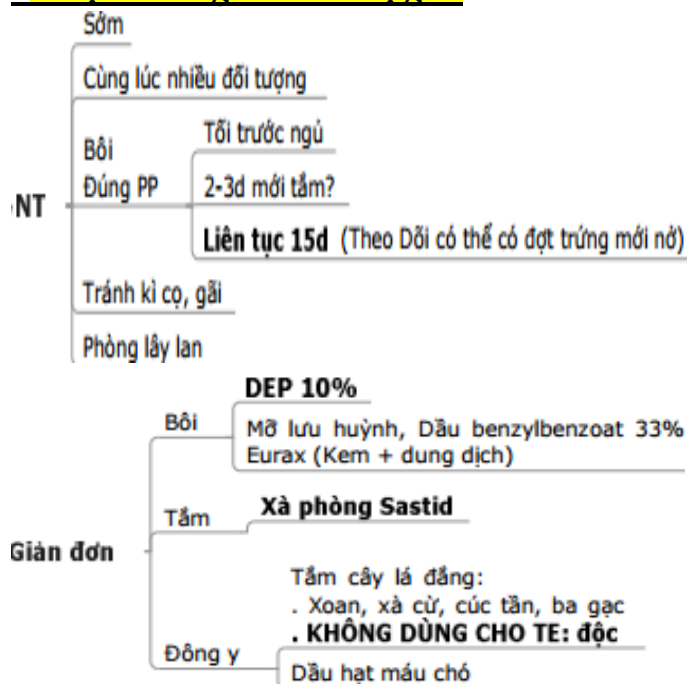 Sớm
Cùng lúc nhiều đối tượng
Bôi
Đúng PP
Tối trước ngủ
2-3d mới tắm?
Liên tục 15d (Theo Dõi có thể có đợt trứng mới nở)
NT
Tránh kì cọ, gãi
Phòng lây lan
DEP 10%
Bôi
Mỡ lưu huỳnh, Dầu benzylbenzoat 33%
Eurax (Kem + dung dịch)
Tắm
Xà phòng Sastid
Giản đơn
Tắm cây lá đắng:
. Xoan, xà cừ, cúc tần, ba gạc
. KHÔNG DÙNG CHO TE: độc
Đông y
Dầu hạt máu chó